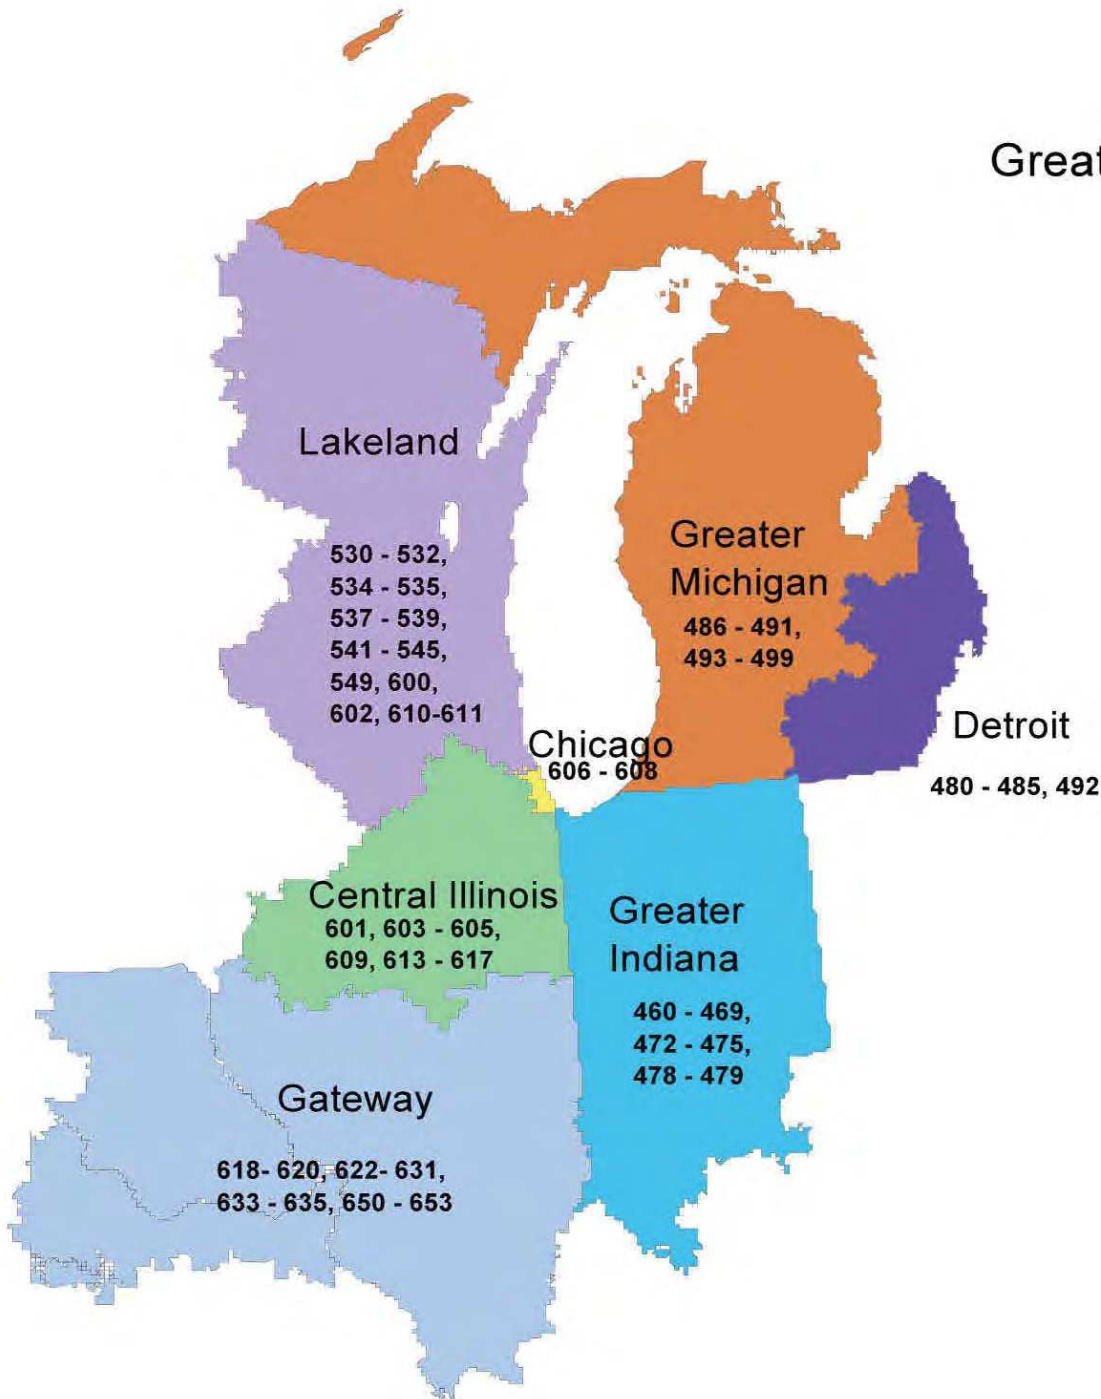 Great
Lakeland
530 - 532,
534 - 535,
537 - 539,
541 - 545,
549, 600,
602, 610-611
Greater
Michigan
486 - 491,
493 - 499
Chicago
606 - 608
Detroit
480 - 485, 492
Central Illinois
601, 603 - 605,
609, 613 - 617
Greater
Indiana
460 - 469,
472 - 475,
478 - 479
Gateway
618- 620, 622- 631,
633 - 635, 650 - 653